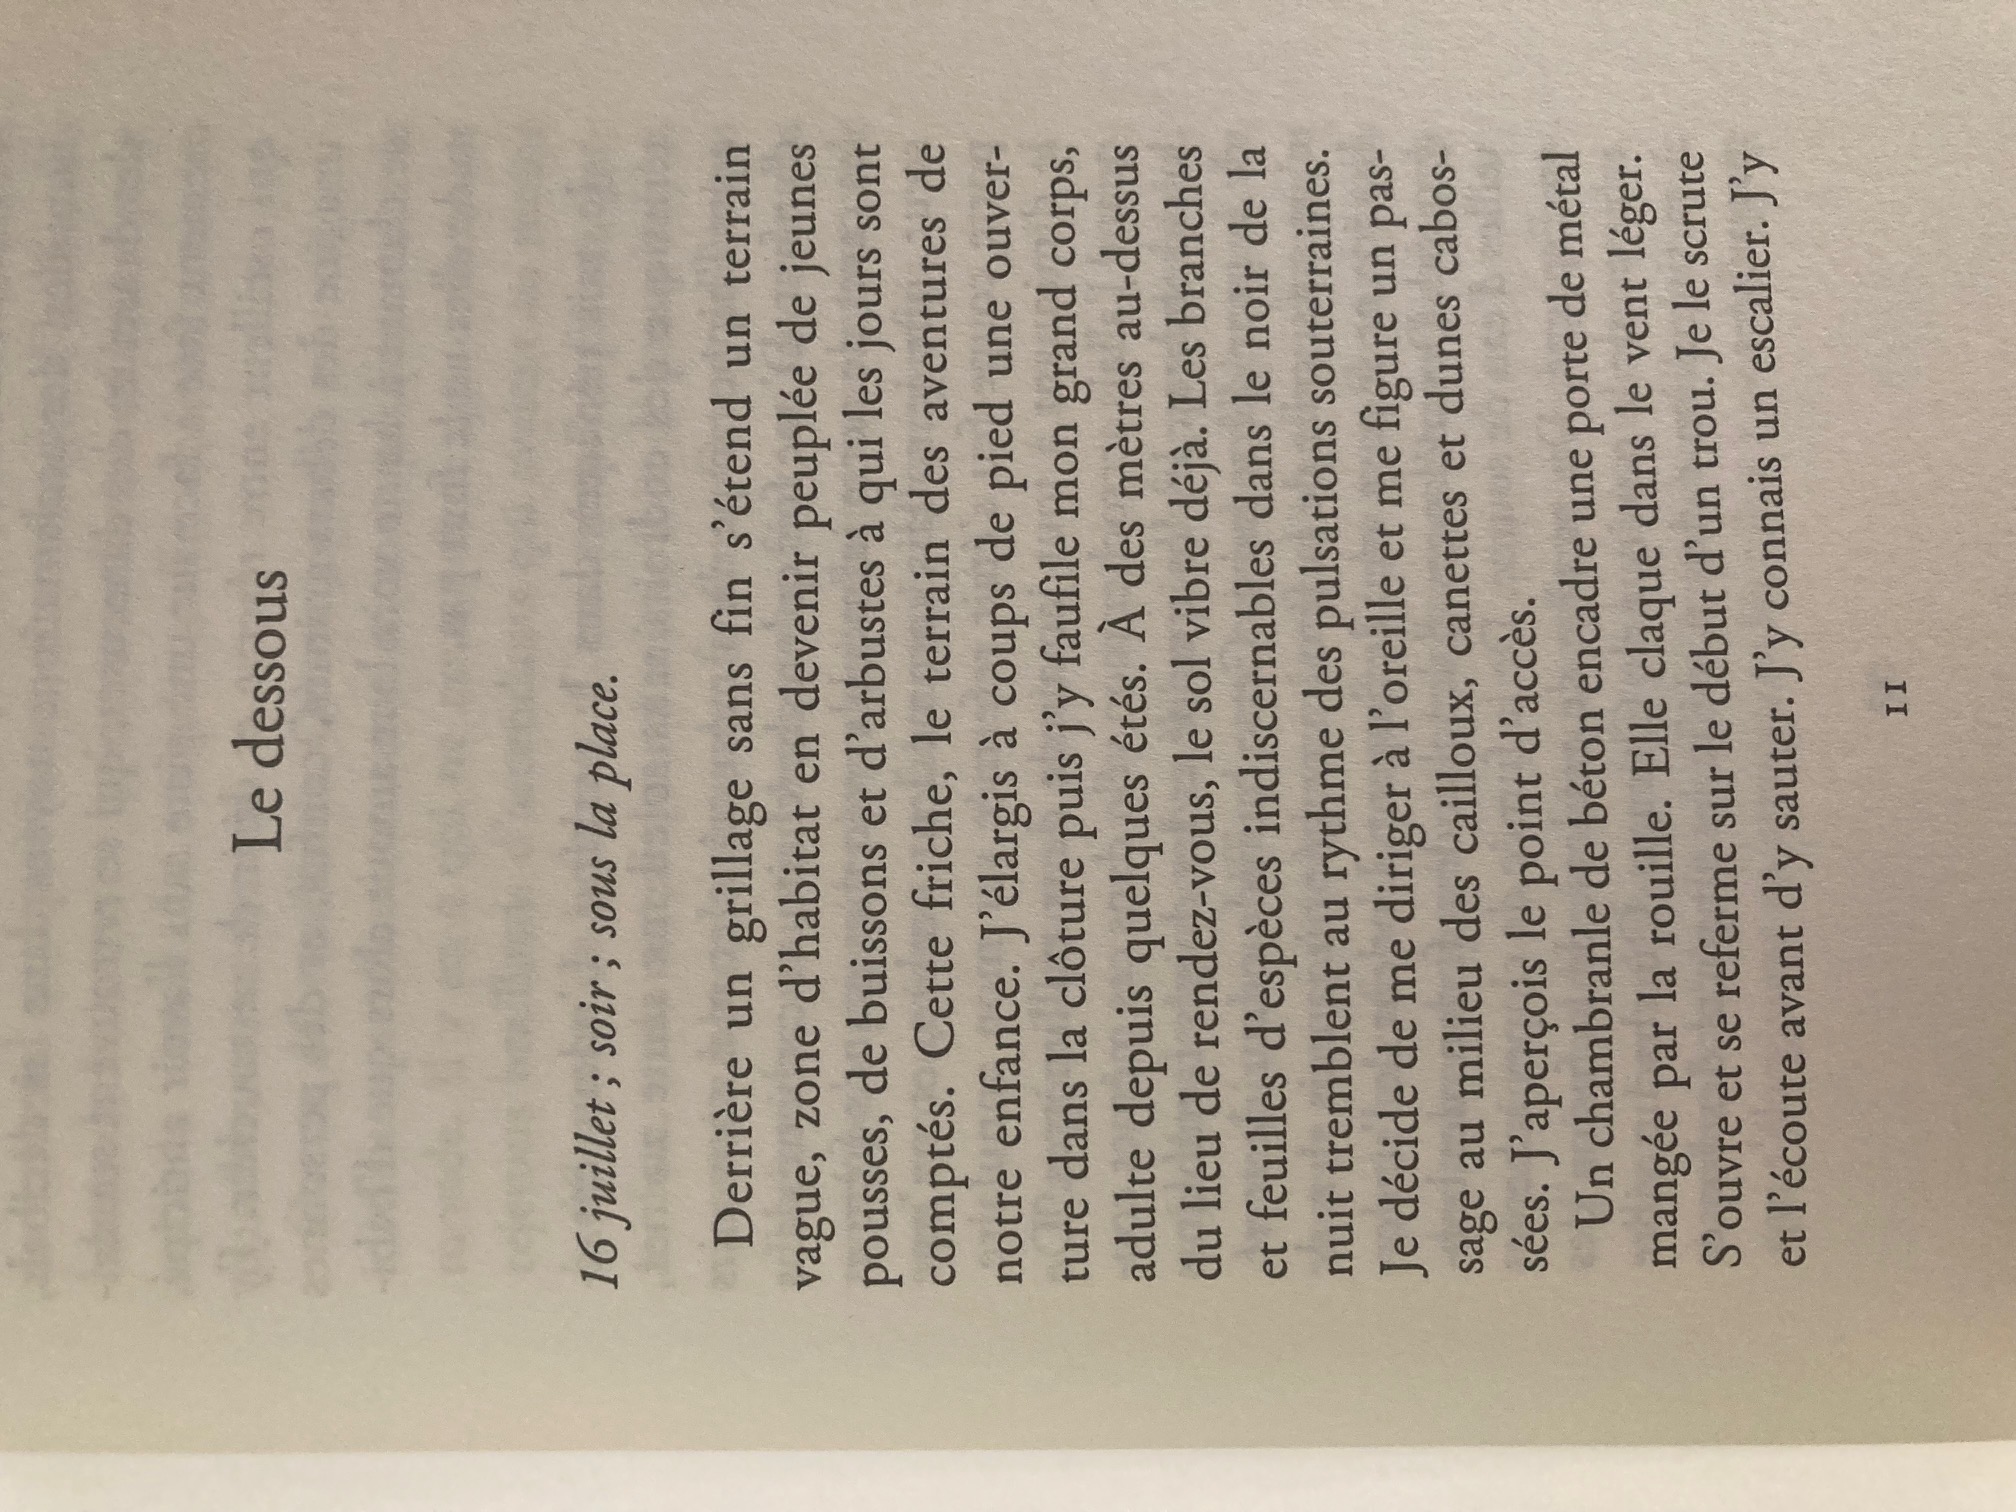 Le dessous
16 juillet ; soir ; sous la place.
Derrière un grillage sans fin s'étend un terrain
vague, zone d'habitat en devenir peuplée de jeunes
pousses, de buissons et d'arbustes à qui les jours sont
comptés. Cette friche, le terrain des aventures de
notre enfance. J'élargis à coups de pied une ouver-
ture dans la clôture puis j'y faufile mon grand corps,
adulte depuis quelques étés. À des mètres au-dessus
du lieu de rendez-vous, le sol vibre déjà. Les branches
et feuilles d'espèces indiscernables dans le noir de la
nuit tremblent au rythme des pulsations souterraines.
Je décide de me diriger à l'oreille et me figure un pas-
sage au milieu des cailloux, canettes et dunes cabos-
sées. J'aperçois le point d'accès.
Un chambranle de béton encadre une porte de métal
mangée par la rouille. Elle claque dans le vent léger.
S'ouvre et se referme sur le début d'un trou. Je le scrute
et l'écoute avant d'y sauter. J'y connais un escalier. J'y
11